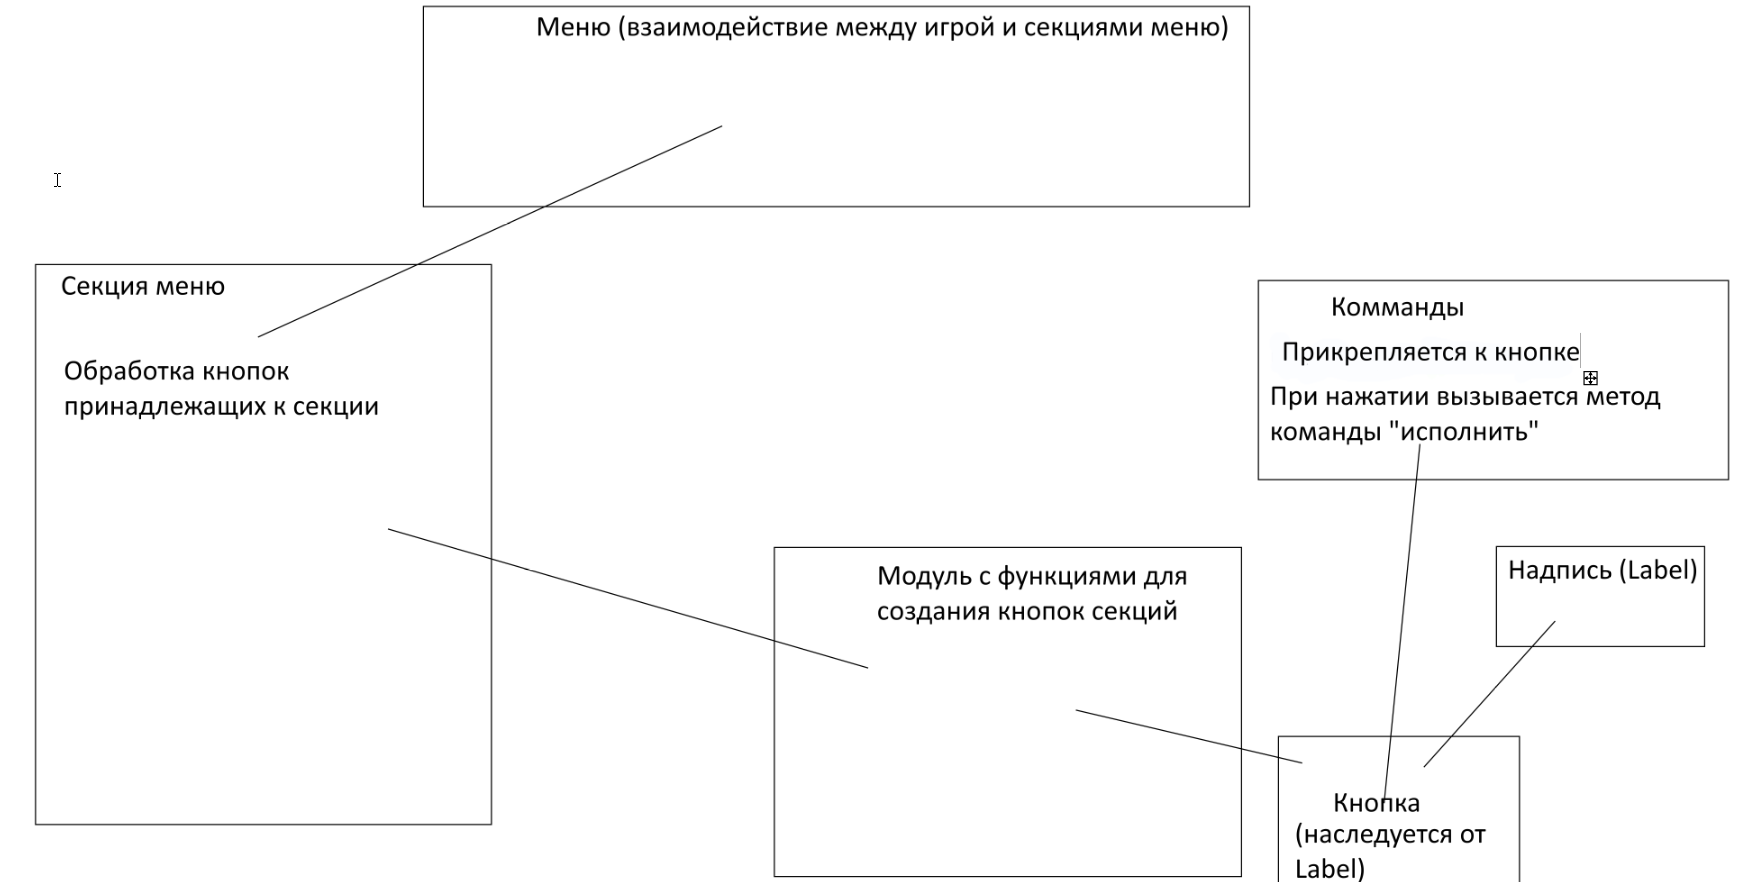 Меню (взаимодействие между игрой и секциями меню)
Секция меню
Обработка кнопок
принадлежащих к секции
Комманды
Прикрепляется к кнопке
При нажатии вызывается метод
команды "исполнить"
Модуль с функциями для
создания кнопок секций
Надпись (Label)
Кнопка
(наследуется от
Label)